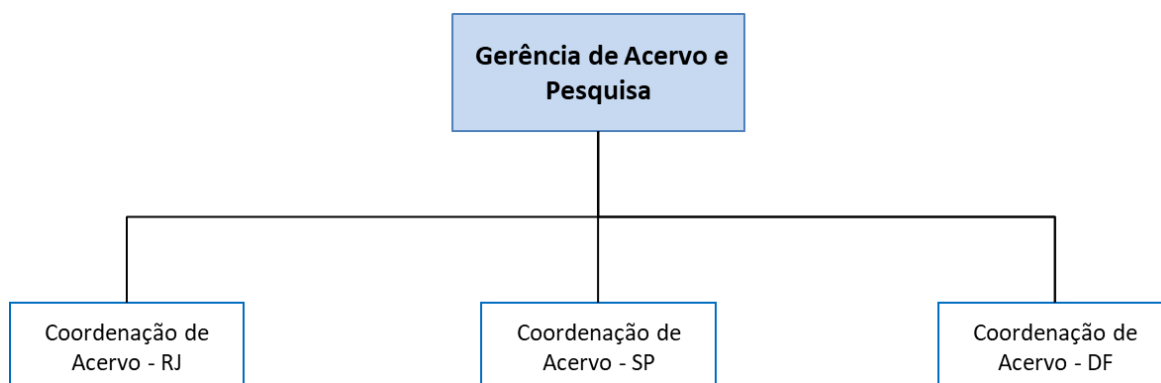 Gerência de Acervo e
Pesquisa
Coordenação de
Acervo - RJ
Coordenação de
Acervo - SP
Coordenação de
Acervo - DF